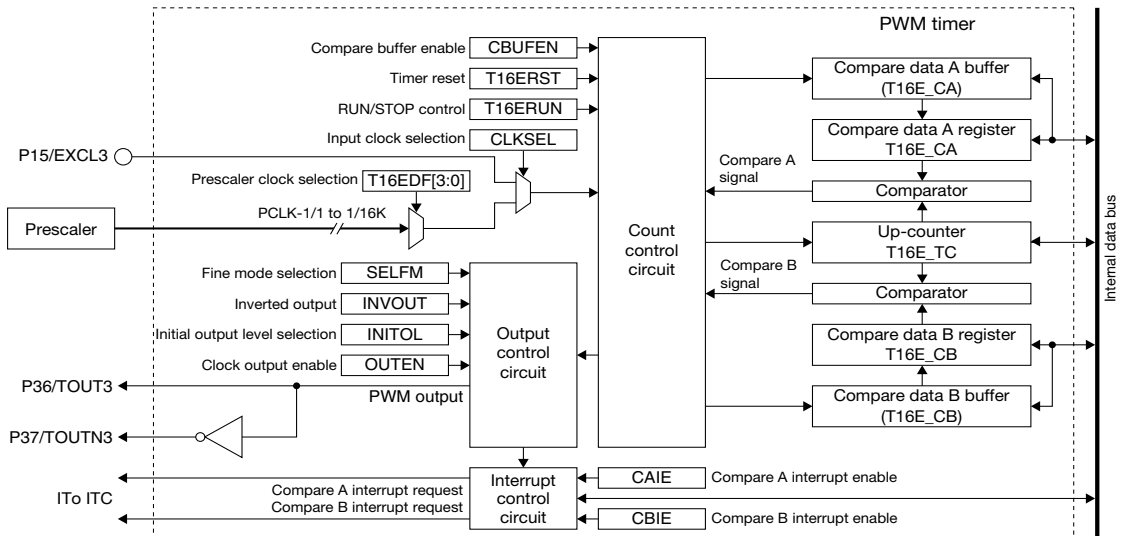 PWM timer
Compare buffer enable
CBUFEN
Timer reset
T16ERST
RUN/STOP control
T16ERUN
Input clock selection
CLKSEL
P15/EXCL3
Prescaler clock selection
T16EDF[3:0]
Prescaler
PCLK-1/1 to 1/16K
Count
control
circuit
Compare data A buffer
(T16E_CA)
Compare data A register
T16E_CA
Compare A
signal
Comparator
Up-counter
T16E_TC
Compare B
signal
Comparator
Compare data B register
T16E_CB
Compare data B buffer
(T16E_CB)
Internal data bus
Fine mode selection
SELFM
Inverted output
INVOUT
Initial output level selection
INITOL
Clock output enable
OUTEN
Output
control
circuit
P36/TOUT3
PWM output
P37/TOUTN3
ITo ITC
Compare A interrupt request
Compare B interrupt request
Interrupt
control
circuit
CAIE
Compare A interrupt enable
CBIE
Compare B interrupt enable